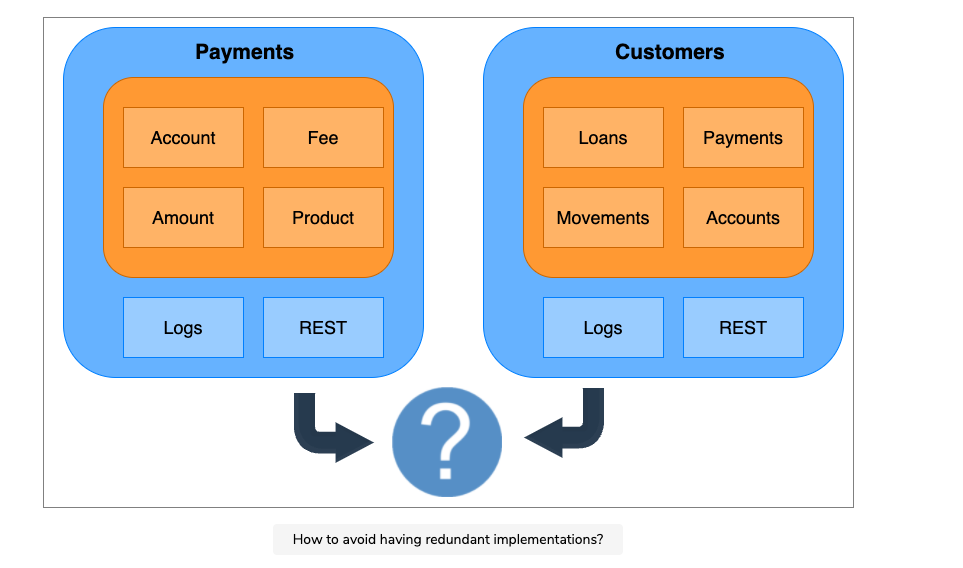 Payments
Customers
Account
Fee
Loans
Payments
Amount
Product
Movements
Accounts
Logs
REST
Logs
REST
?
How to avoid having redundant implementations?